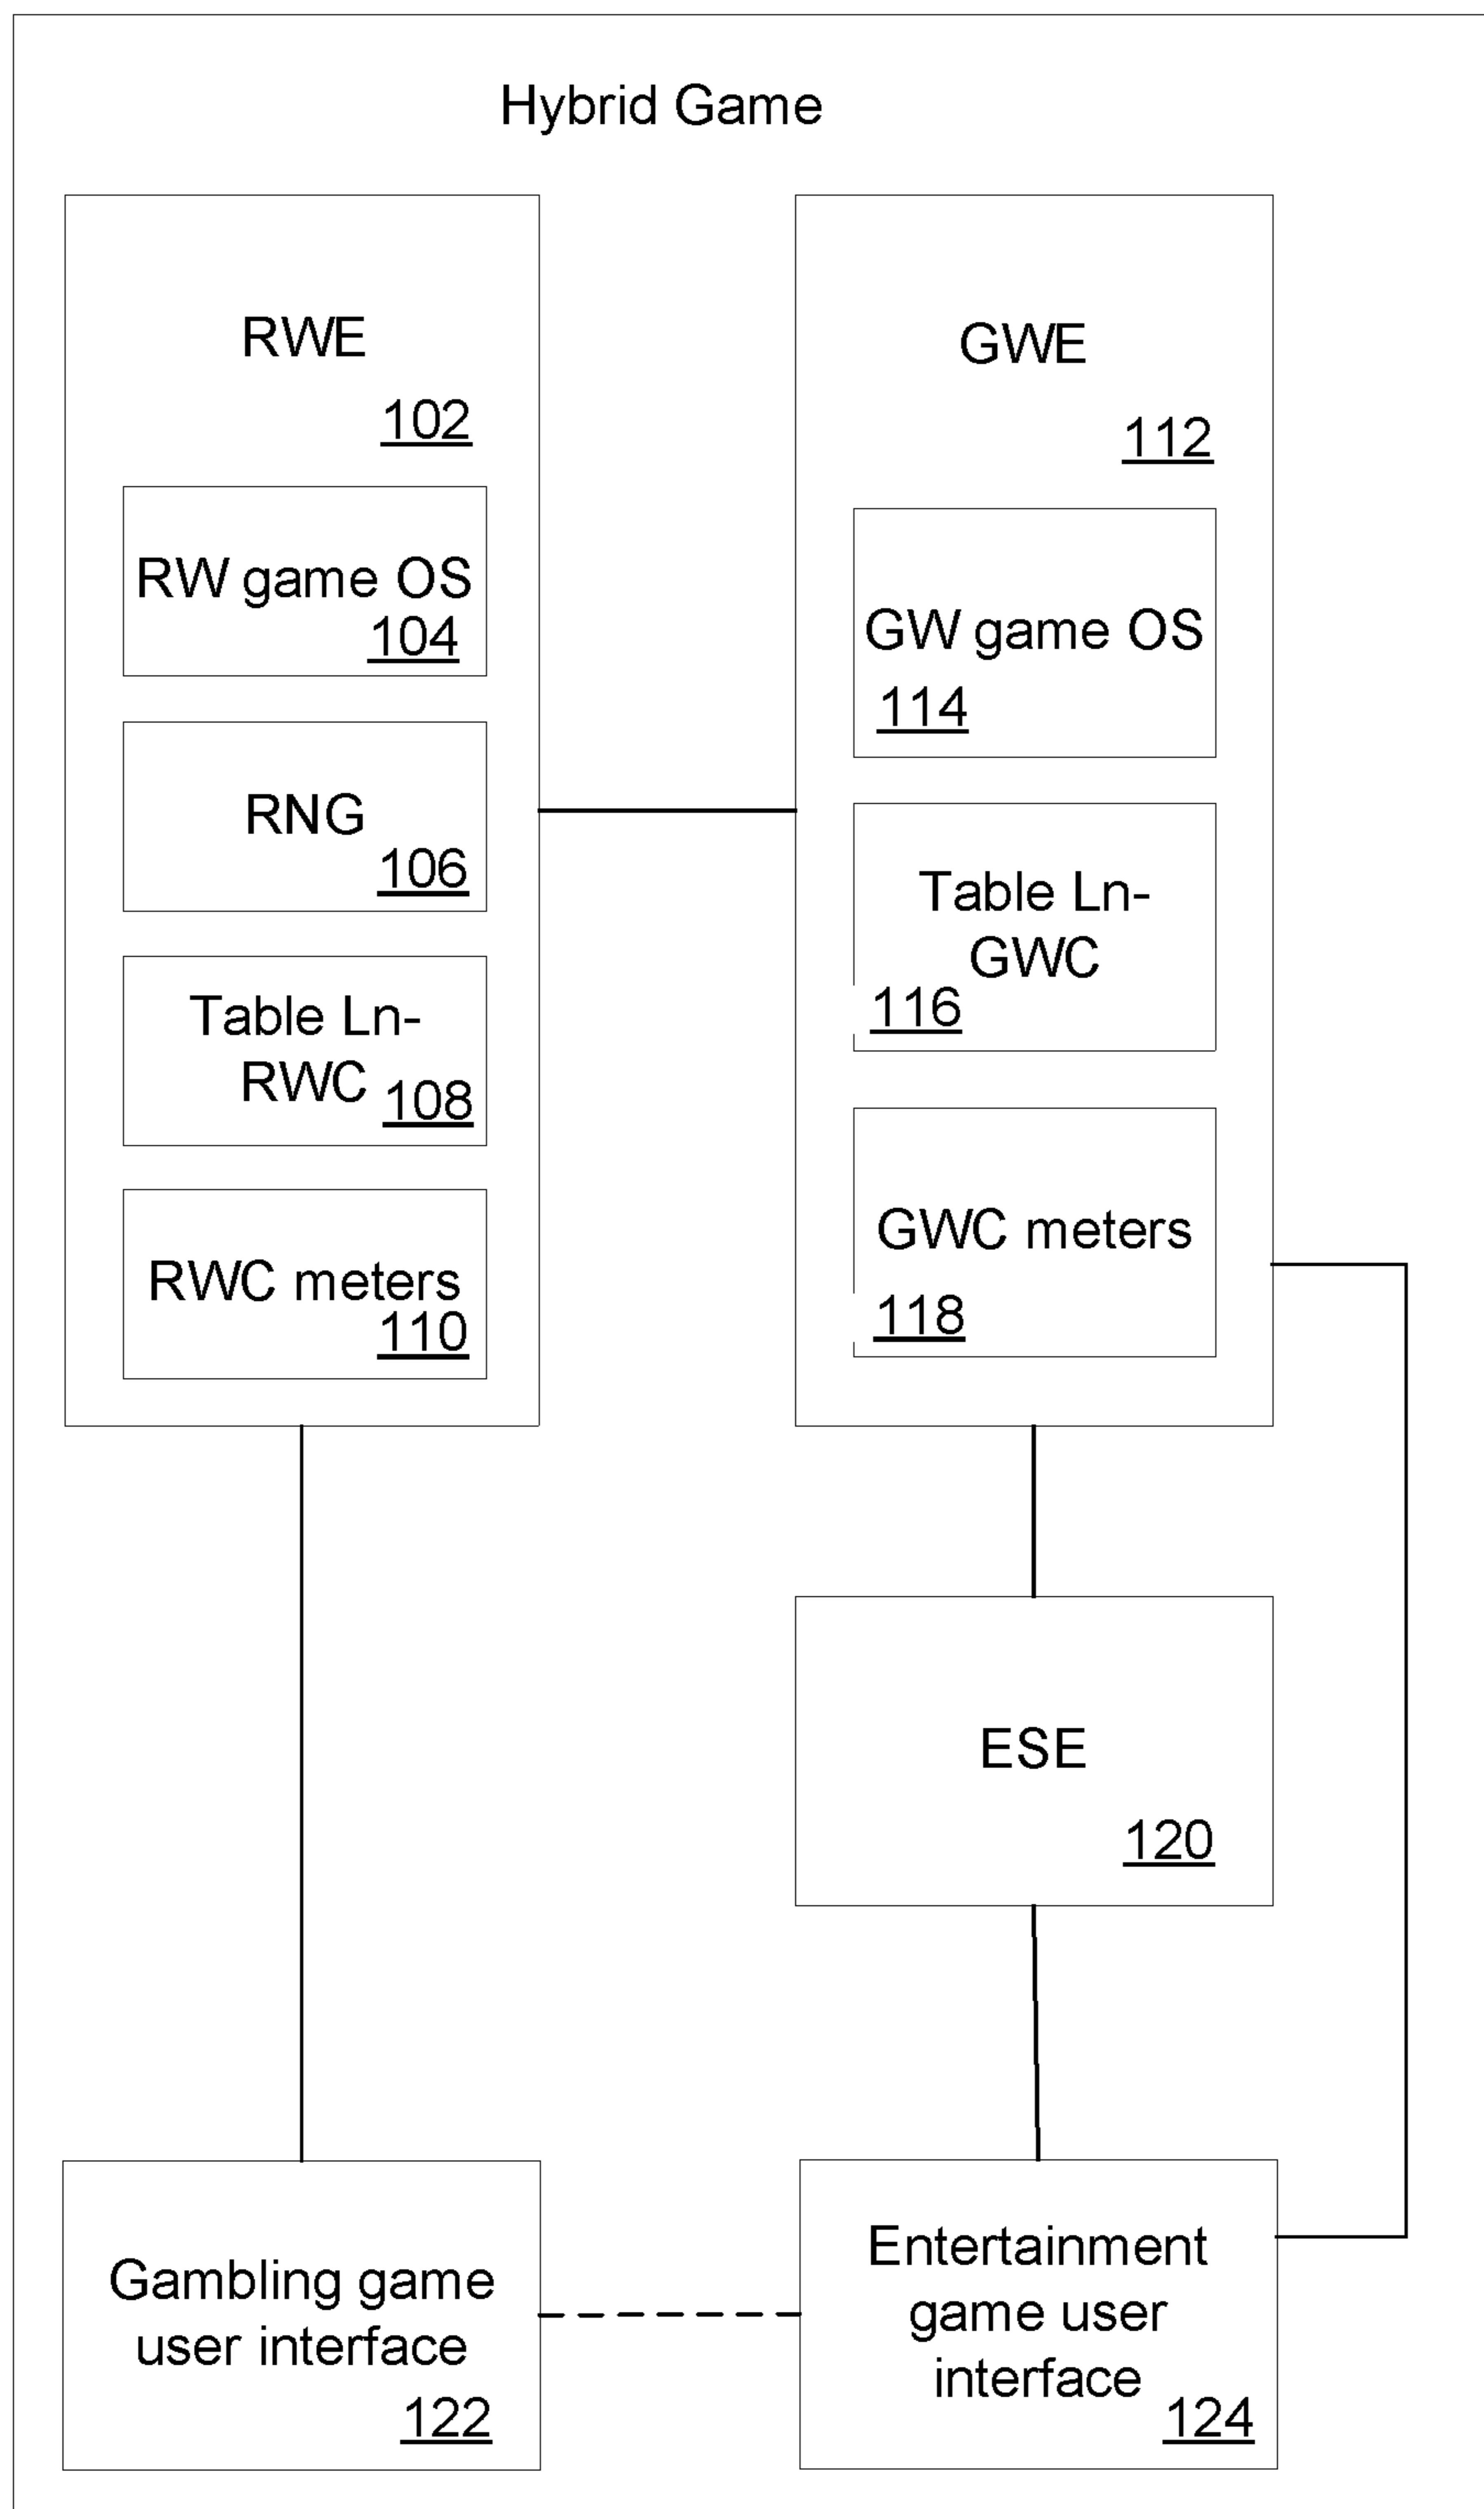 Hybrid Game
RWE
102
RW game OS
104
RNG
106
Table Ln-
RWC
108
RWC meters
110
GWE
112
GW game OS
114
Table Ln-
GWC
116
GWC meters
118
ESE
120
Gambling game
user interface
122
Entertainment
game user
interface
124